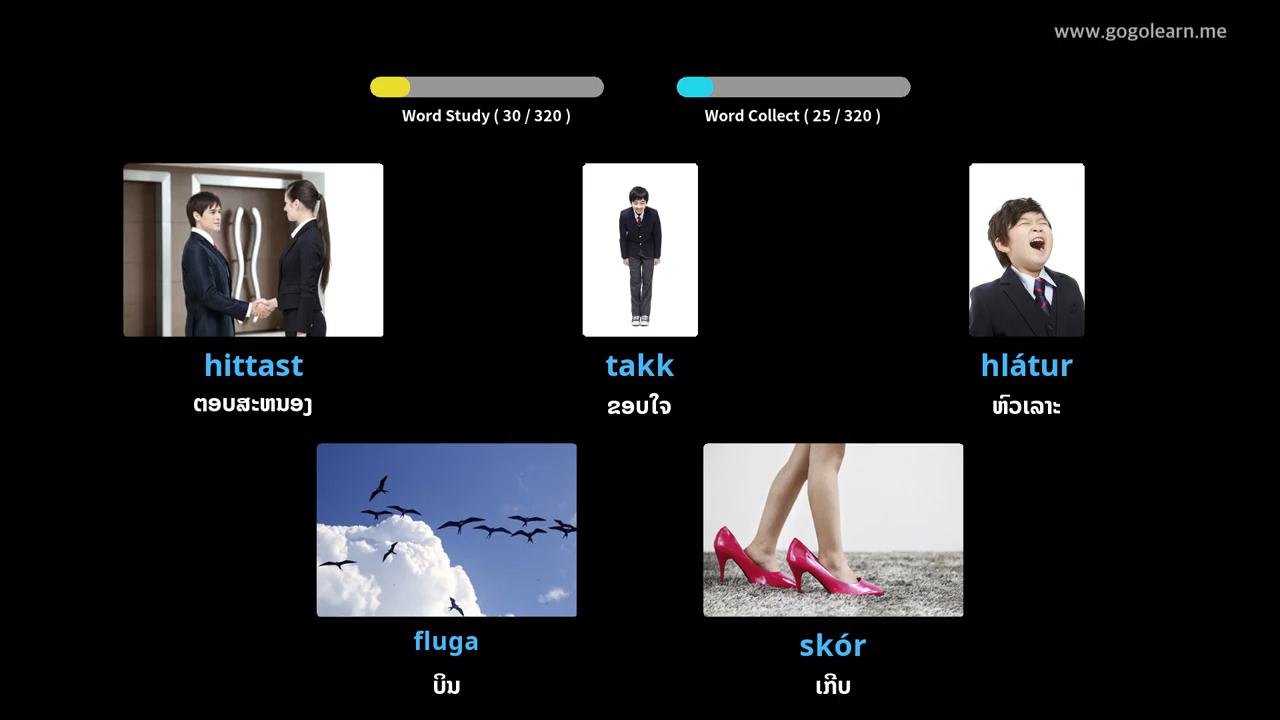 www.gogolearn.me
Word Study ( 30 / 320 )
Word Collect ( 25 / 320 )
hittast
takk
hlátur
ຕອບສະຫນອງ
ຂອບໃຈ
ຫົວເລາະ
fluga
skór
ບິນ
ເກີບ